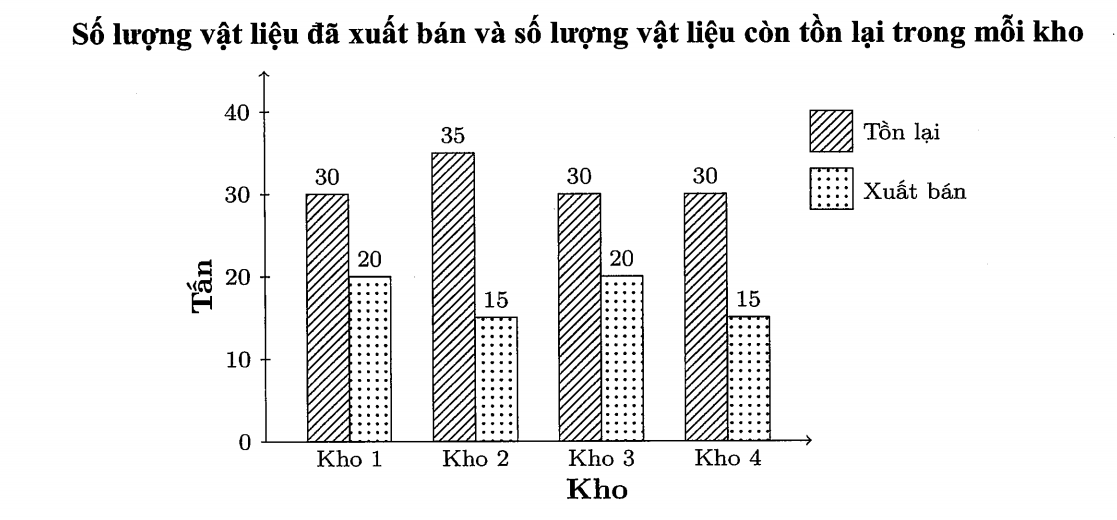 Số lượng vật liệu đã xuất bán và số lượng vật liệu còn tồn lại trong mỗi kho
40
30
20
10
0
Tấn
30
20
35
15
30
20
30
15
Kho 1
Kho 2
Kho 3
Kho 4
Kho
Tồn lại
Xuất bán